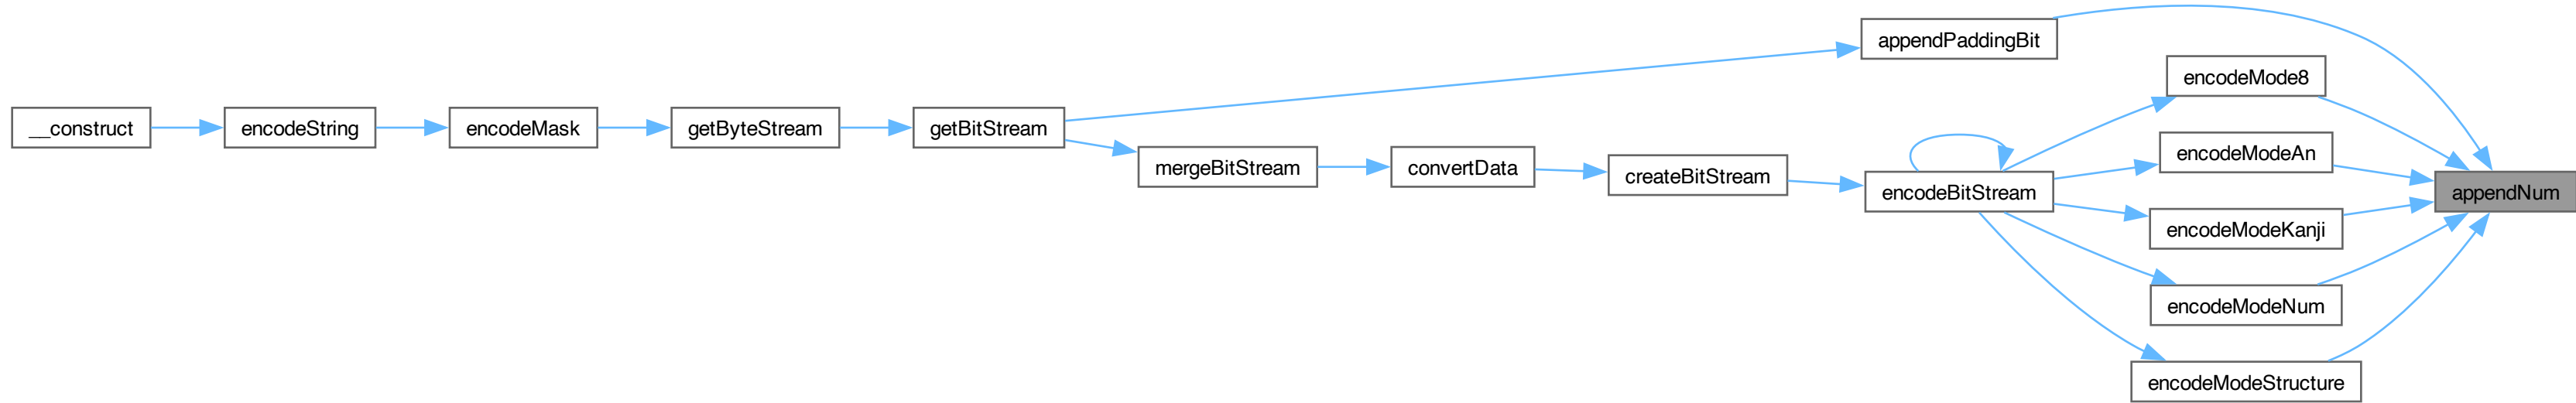 __construct
encodeString
encodeMask
getByteStream
getBitStream
appendPaddingBit
mergeBitStream
convertData
createBitStream
encodeBitStream
encodeMode8
encodeModeAn
encodeModeKanji
encodeModeNum
encodeModeStructure
appendNum